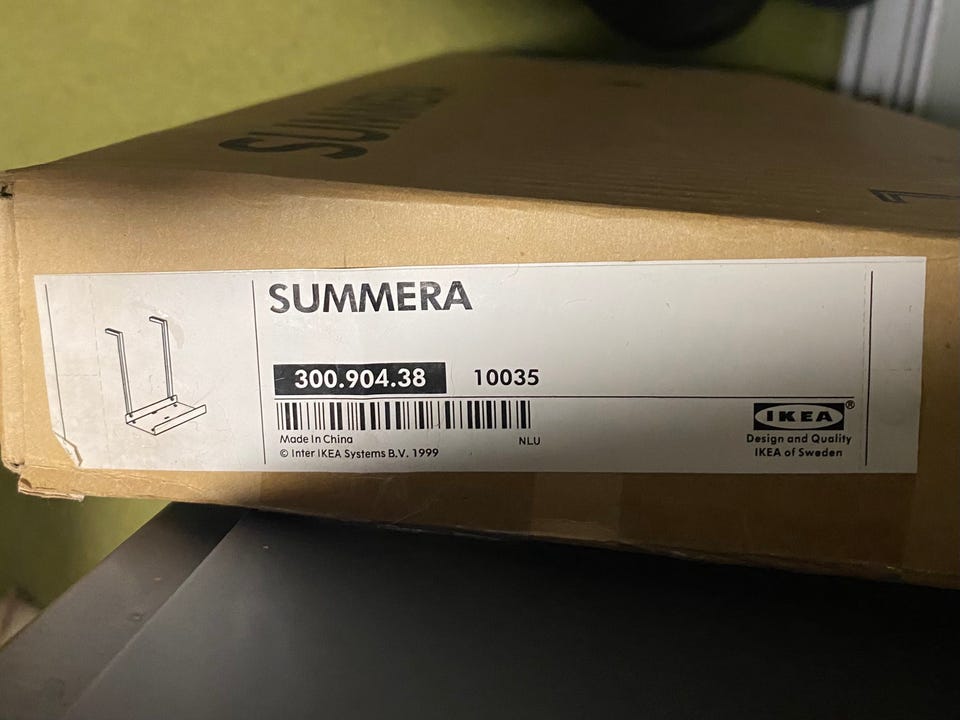 SUMMERA
SUMMERA
300.904.38 10035
Made in China NLU
© Inter IKEA Systems B.V. 1999
IKEA®
Design and Quality
IKEA of Sweden